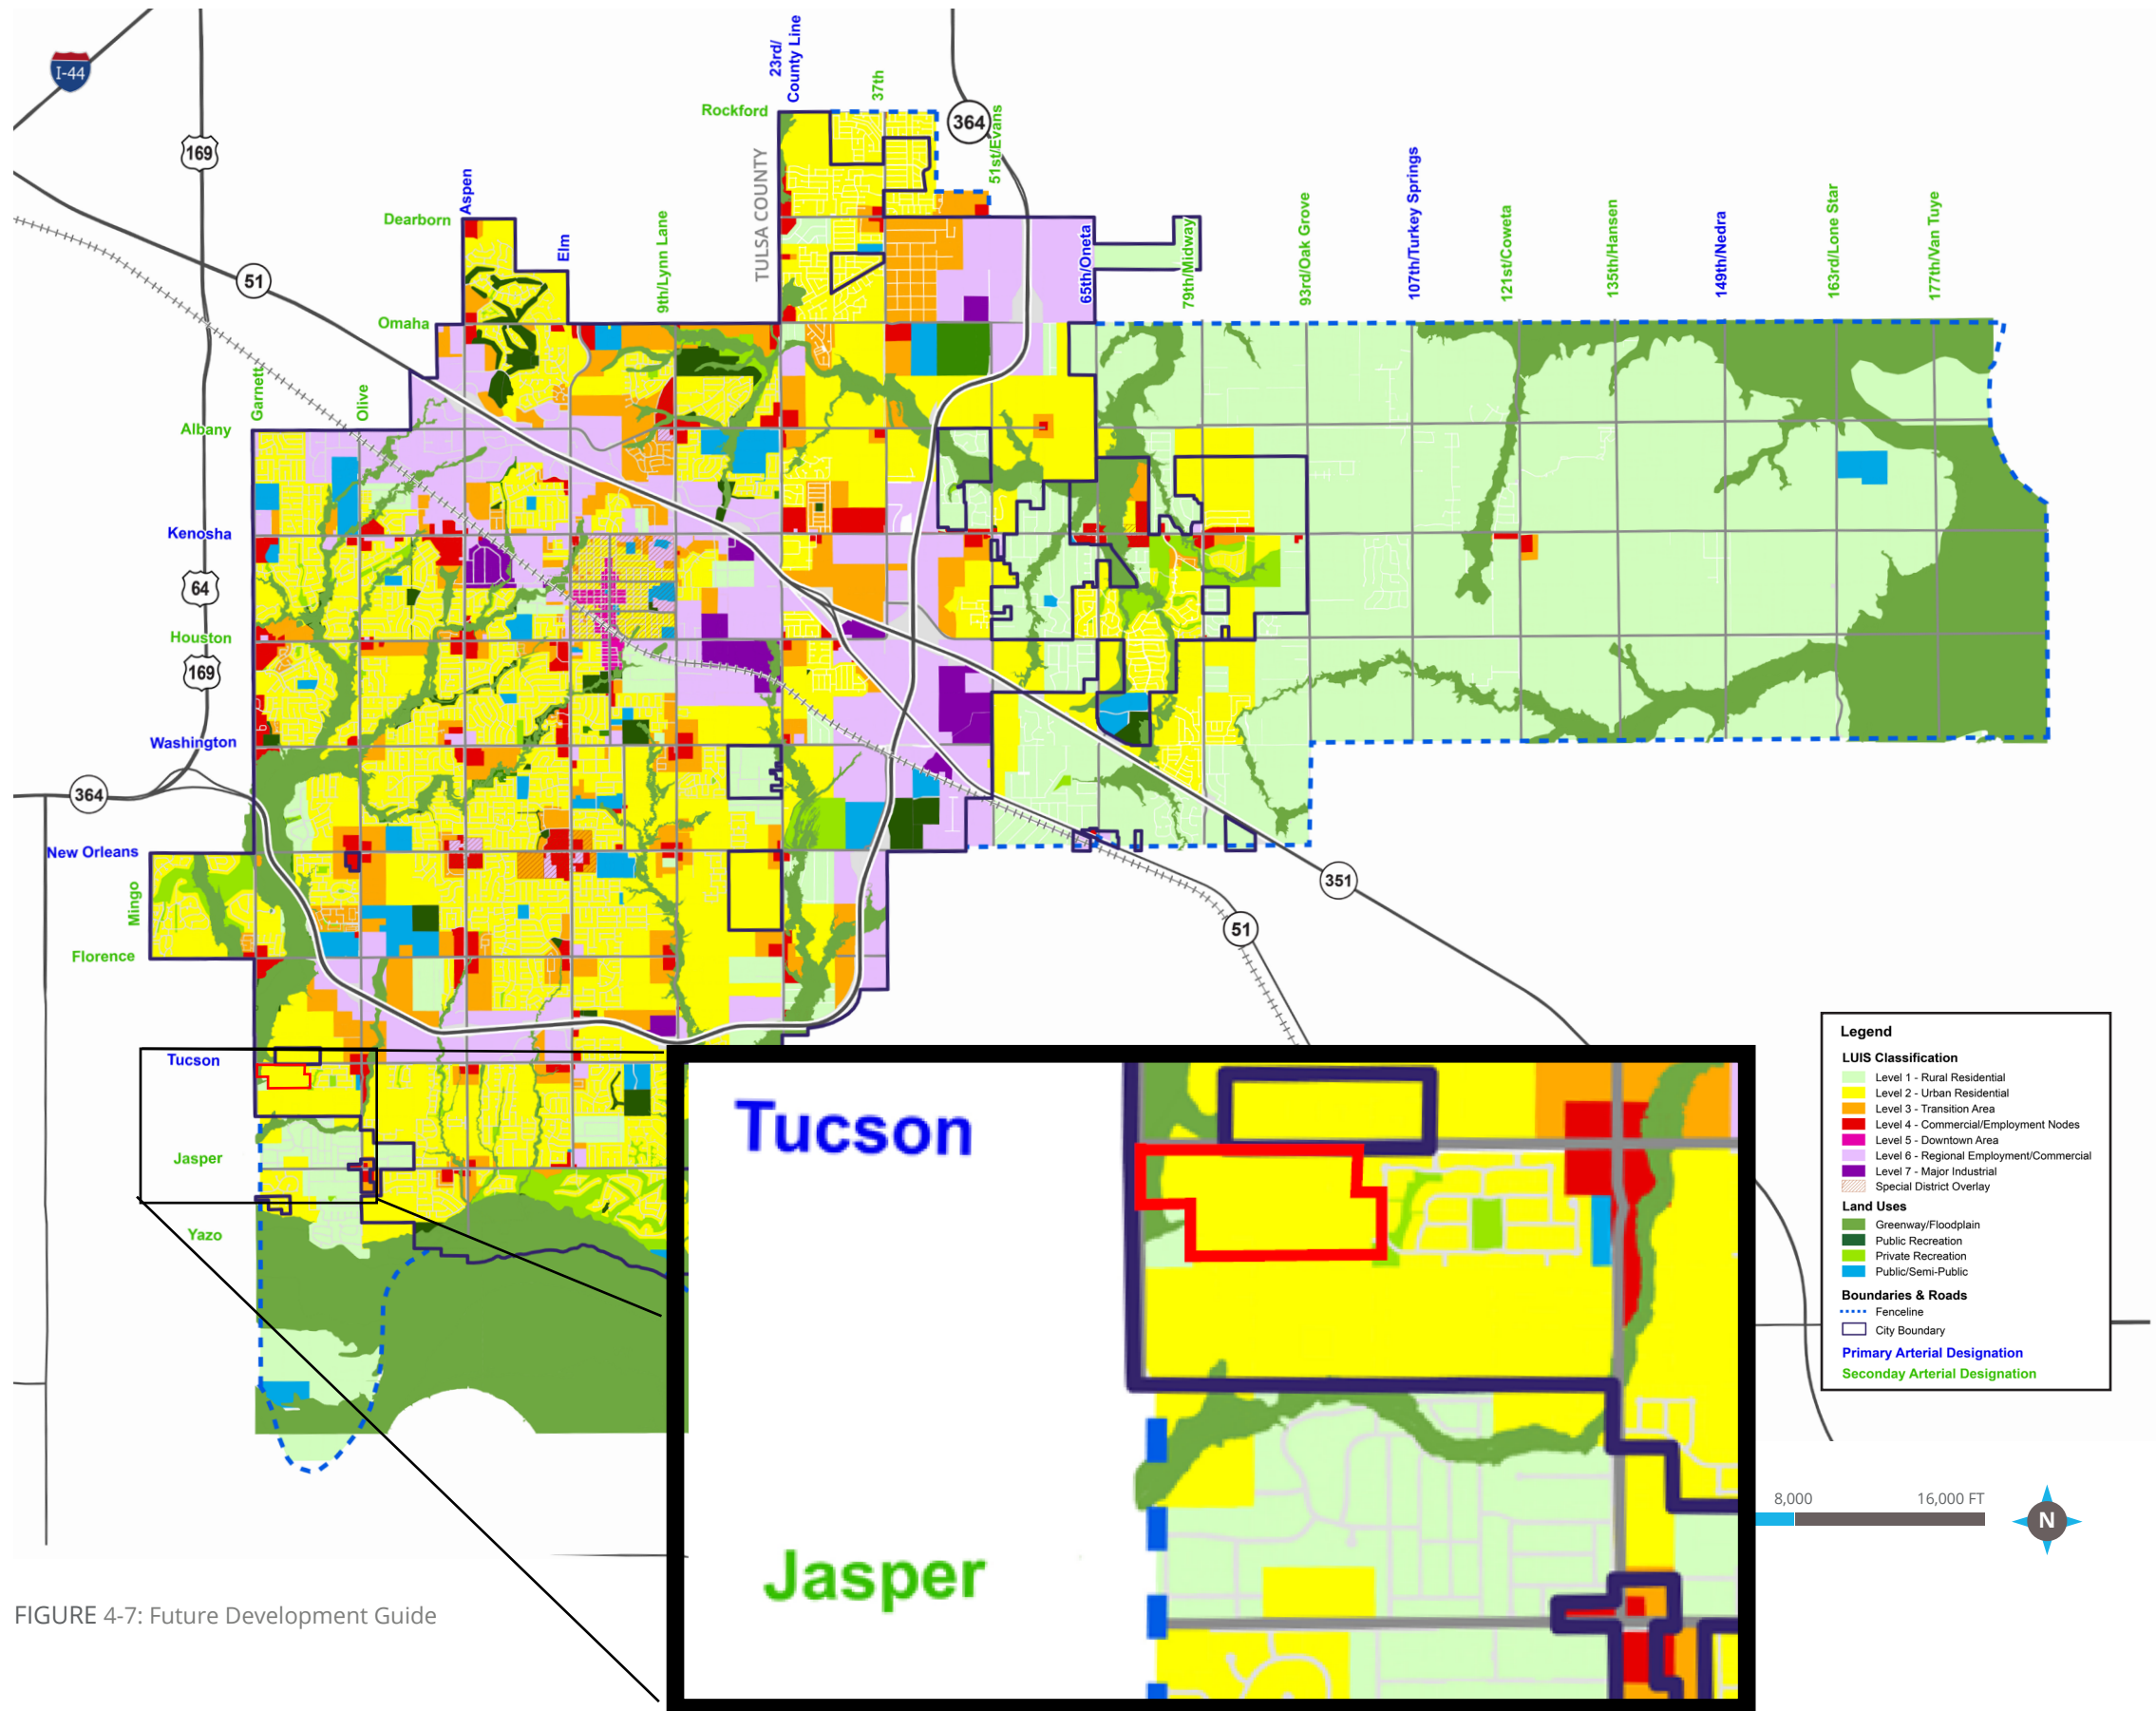 I-44
169
51
64
169
364
364
351
51
23rd/
County Line
37th
51st/Evans
Rockford
TULSA COUNTY
Aspen
Elm
9th/Lynn Lane
65th/Oneta
79th/Midway
93rd/Oak Grove
107th/Turkey Springs
121st/Coweta
135th/Hansen
149th/Nedra
163rd/Lone Star
177th/Van Tuye
Dearborn
Omaha
Garnett
Olive
Albany
Kenosha
Houston
Washington
New Orleans
Mingo
Florence
Tucson
Jasper
Yazo
Tucson
Jasper
Legend
LUIS Classification
Level 1 - Rural Residential
Level 2 - Urban Residential
Level 3 - Transition Area
Level 4 - Commercial/Employment Nodes
Level 5 - Downtown Area
Level 6 - Regional Employment/Commercial
Level 7 - Major Industrial
Special District Overlay
Land Uses
Greenway/Floodplain
Public Recreation
Private Recreation
Public/Semi-Public
Boundaries & Roads
Fenceline
City Boundary
Primary Arterial Designation
Seconday Arterial Designation
8,000 16,000 FT
N
FIGURE 4-7: Future Development Guide